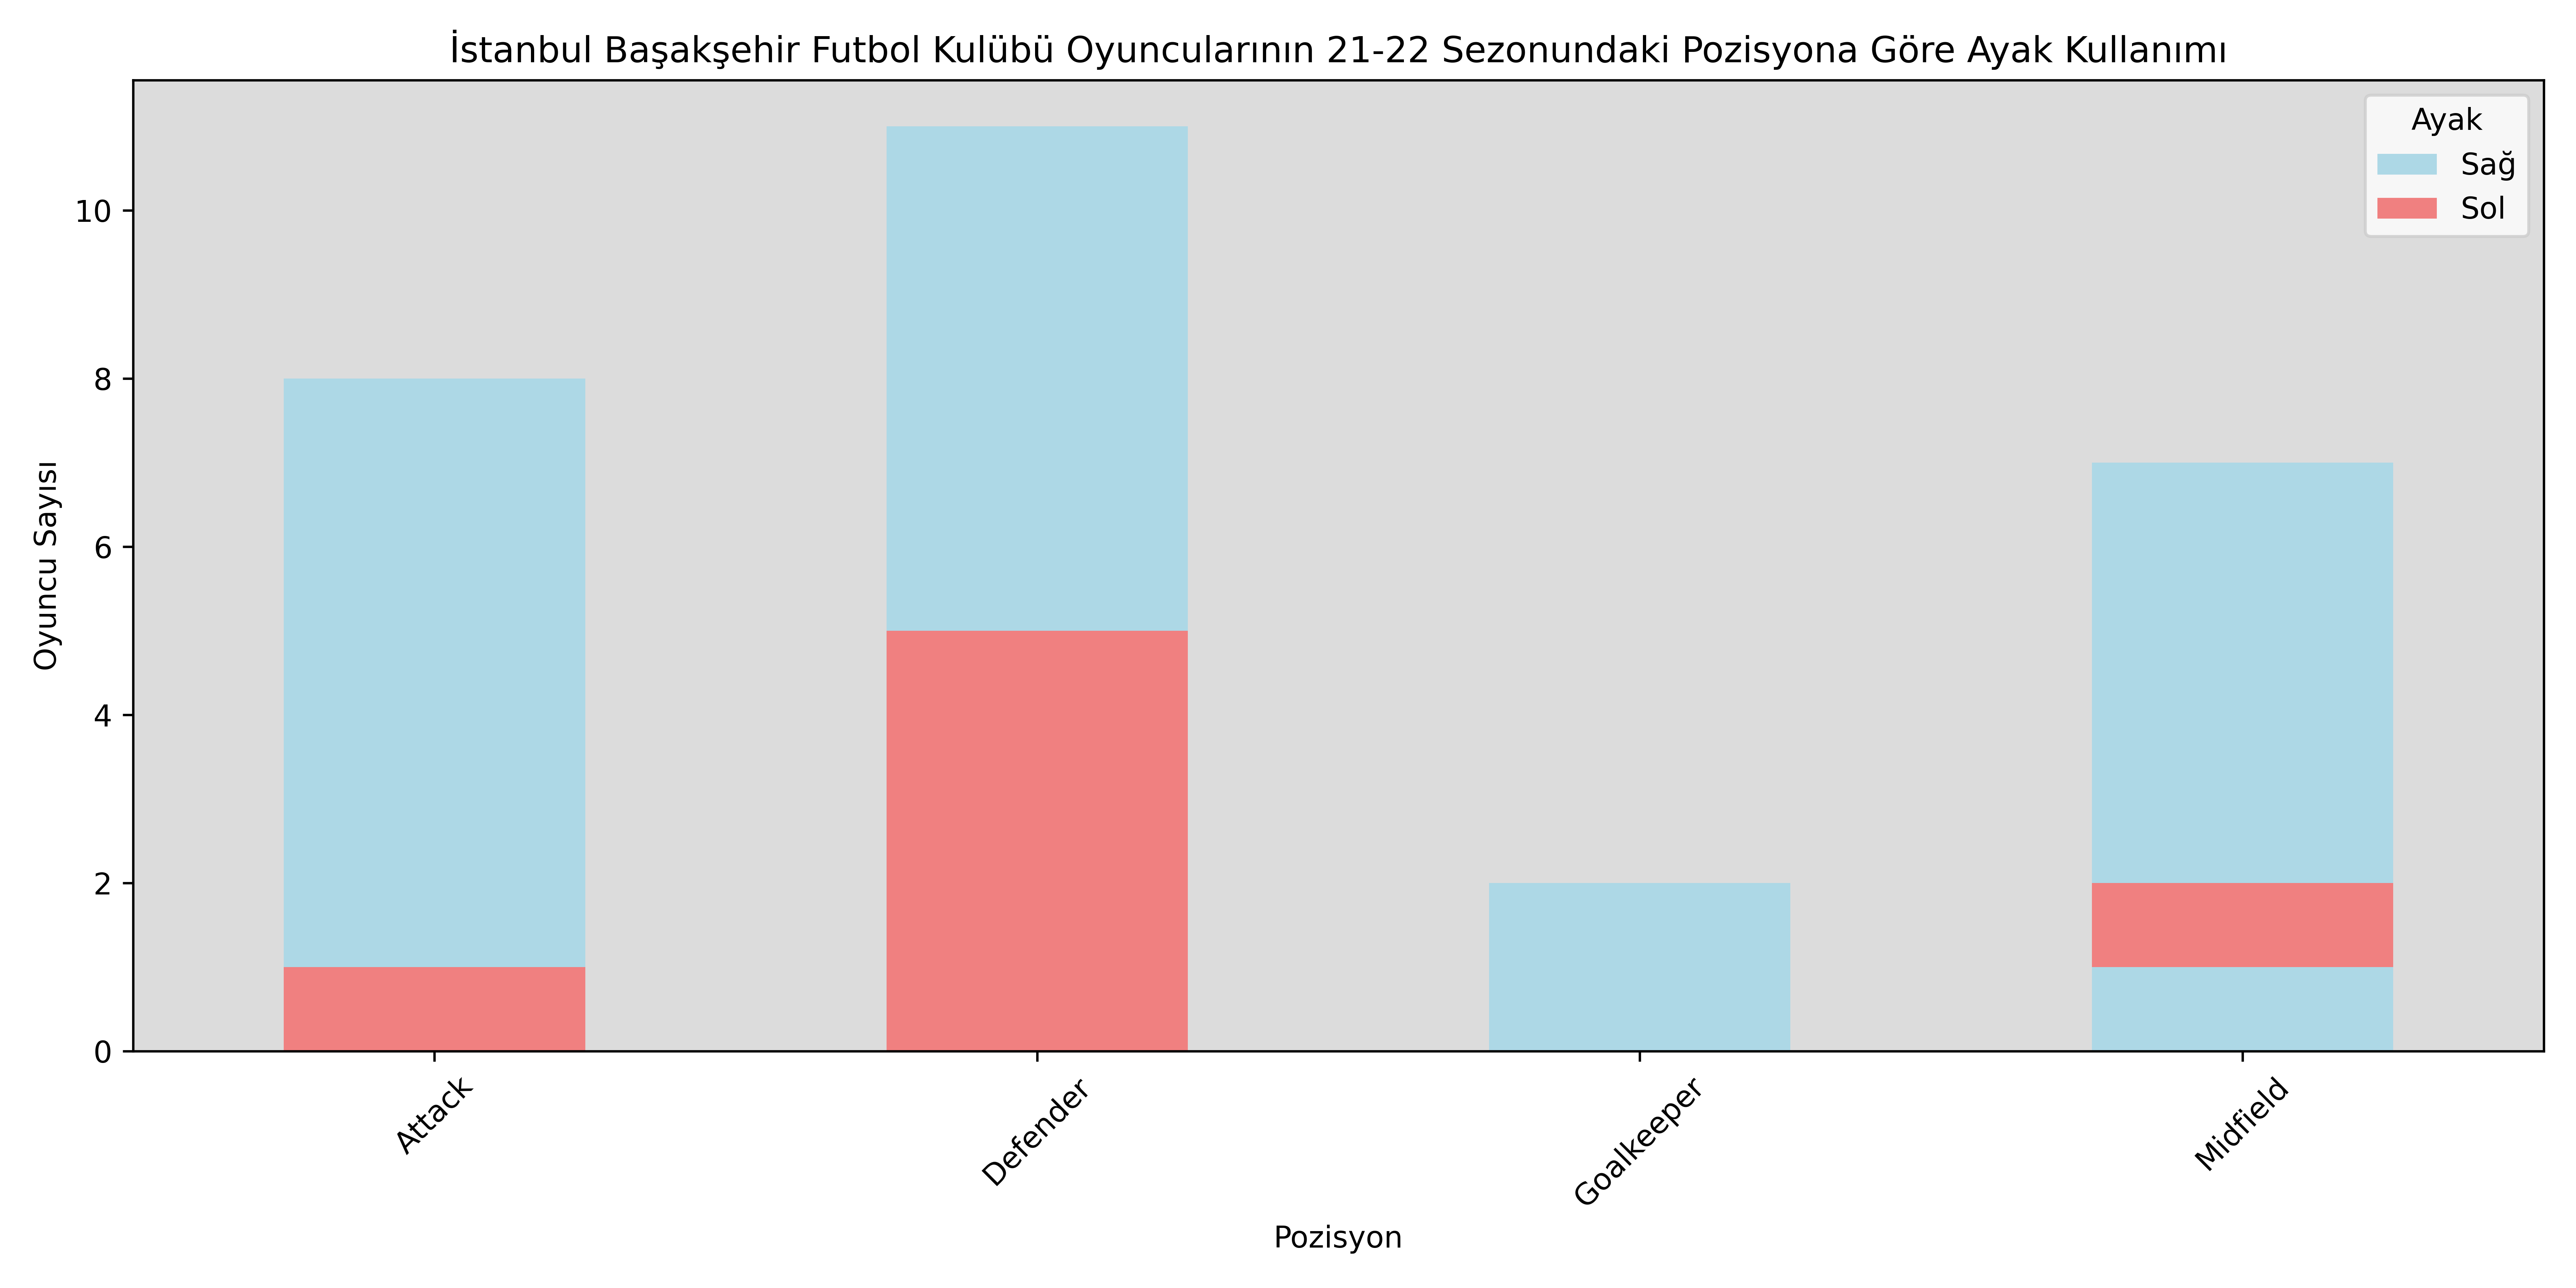 İstanbul Başakşehir Futbol Kulübü Oyuncularının 21-22 Sezonundaki Pozisyona Göre Ayak Kullanımı
Ayak
Sağ
Sol
Oyuncu Sayısı
10
8
6
4
2
0
Attack
Defender
Goalkeeper
Midfield
Pozisyon